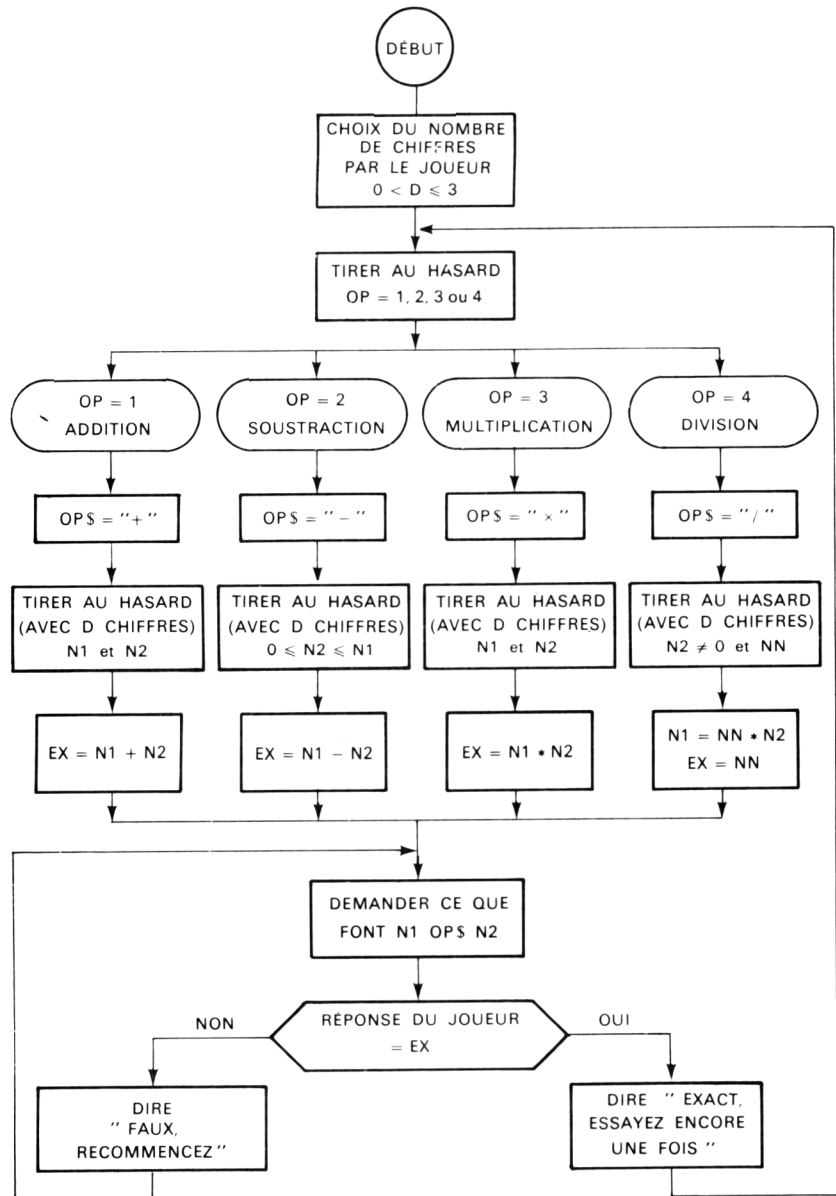 DÉBUT
CHOIX DU NOMBRE
DE CHIFFRES
PAR LE JOUEUR
0 < D ⩽ 3
TIRER AU HASARD
OP = 1, 2, 3 ou 4
OP = 1
ADDITION
OP = 2
SOUSTRACTION
OP = 3
MULTIPLICATION
OP = 4
DIVISION
OP$ = "+"
OP$ = "-"
OP$ = "×"
OP$ = "/"
TIRER AU HASARD
(AVEC D CHIFFRES)
N1 et N2
TIRER AU HASARD
(AVEC D CHIFFRES)
0 ⩽ N2 ⩽ N1
TIRER AU HASARD
(AVEC D CHIFFRES)
N1 et N2
TIRER AU HASARD
(AVEC D CHIFFRES)
N2 ≠ 0 et NN
EX = N1 + N2
EX = N1 - N2
EX = N1 * N2
N1 = NN * N2
EX = NN
DEMANDER CE QUE
FONT N1 OP$ N2
NON
RÉPONSE DU JOUEUR
= EX
OUI
DIRE
" FAUX,
RECOMMENCEZ"
DIRE " EXACT,
ESSAYEZ ENCORE
UNE FOIS "